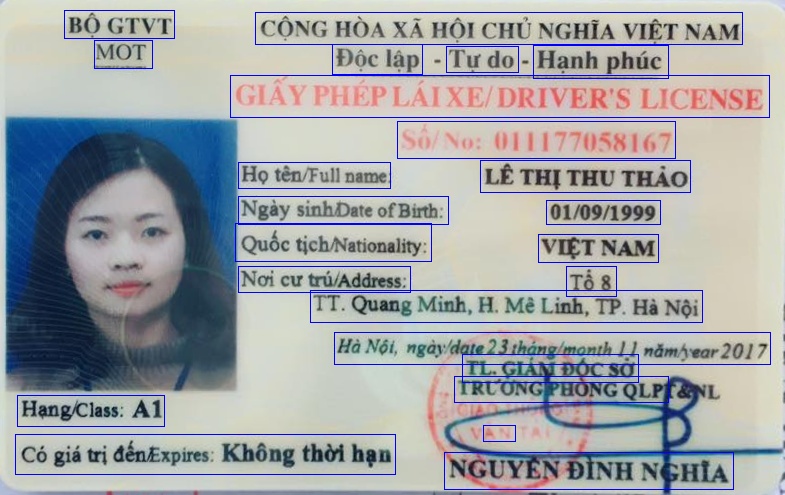 BỘ GTVT
MOT
CỘNG HÒA XÃ HỘI CHỦ NGHĨA VIỆT NAM
Độc lập - Tự do - Hạnh phúc
GIẤY PHÉP LÁI XE/ DRIVER'S LICENSE
Số/ No: 011177058167
Họ tên/Full name: LÊ THỊ THU THẢO
Ngày sinh/Date of Birth: 01/09/1999
Quốc tịch/Nationality: VIỆT NAM
Nơi cư trú/Address: Tổ 8
TT. Quang Minh, H. Mê Linh, TP. Hà Nội
Hà Nội, ngày/date 23 tháng/month 11 năm/year 2017
TL. GIÁM ĐỐC SỞ
TRƯỞNG PHÒNG QLPT&NL
GIAO THÔNG
VẬN TẢI
Hạng/Class: A1
Có giá trị đến/Expires: Không thời hạn
NGUYỄN ĐÌNH NGHĨA